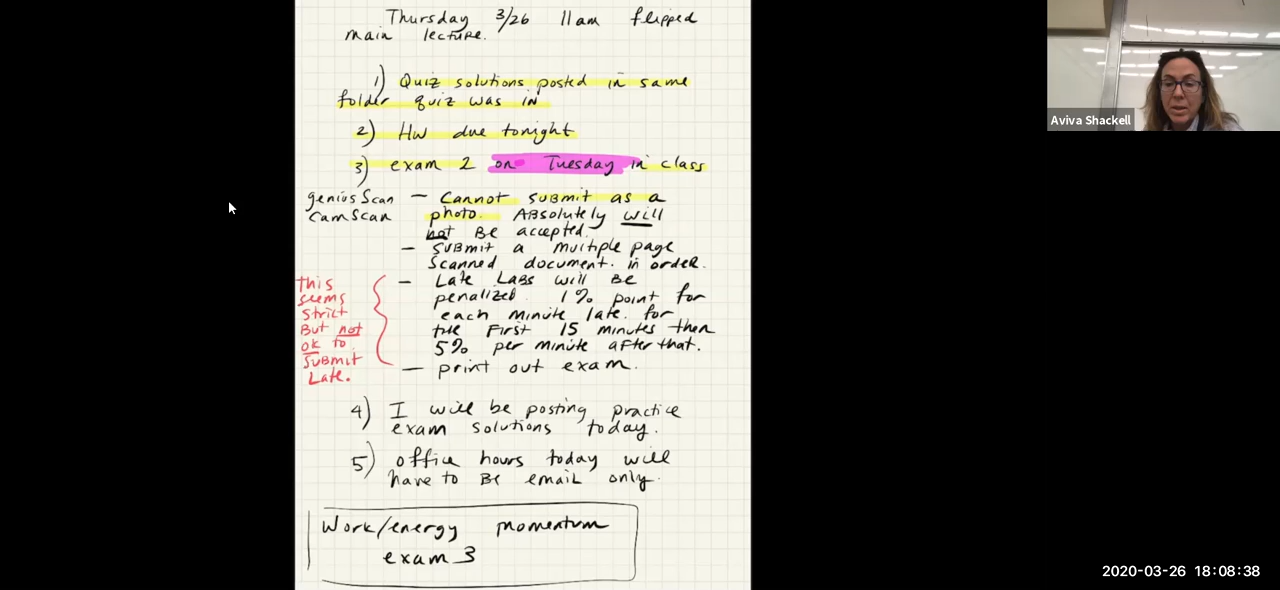 Thursday 3/26 11am flipped
main lecture.
1) Quiz solutions posted in same
folder quiz was in
2) HW due tonight
3) exam 2 on Tuesday in class
genius Scan
Cam Scan
— Cannot submit as a
photo. Absolutely will
not Be accepted.
— Submit a multiple page
Scanned document. in order.
— Late Labs will Be
penalized 1% point for
each minute late. for
the First 15 minutes then
5% per minute after that.
this
seems
strict
But not
ok to
Submit
Late.
— print out exam.
4) I will be posting practice
exam solutions today.
5) office hours today will
have to Be email only.
Work/energy momentum
exam 3
Aviva Shackell
2020-03-26 18:08:38